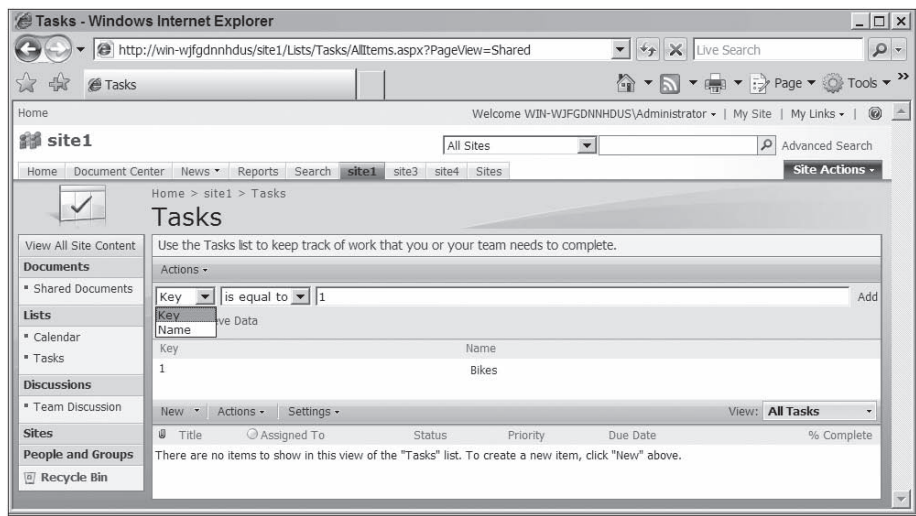 Tasks - Windows Internet Explorer
http://win-wjfgdnnhdus/site1/Lists/Tasks/AllItems.aspx?PageView=Shared
Live Search
Tasks
Page
Tools
Home
Welcome WIN-WJFGDNNHDUS\Administrator | My Site | My Links |
site1
All Sites
Advanced Search
Home Document Center News Reports Search site1 site3 site4 Sites
Site Actions
Home > site1 > Tasks
Tasks
View All Site Content
Documents
Shared Documents
Lists
Calendar
Tasks
Discussions
Team Discussion
Sites
People and Groups
Recycle Bin
Use the Tasks list to keep track of work that you or your team needs to complete.
Actions
Key is equal to 1 Add
Key
Name
eve Data
Key Name
1 Bikes
New Actions Settings View: All Tasks
Title Assigned To Status Priority Due Date % Complete
There are no items to show in this view of the "Tasks" list. To create a new item, click "New" above.